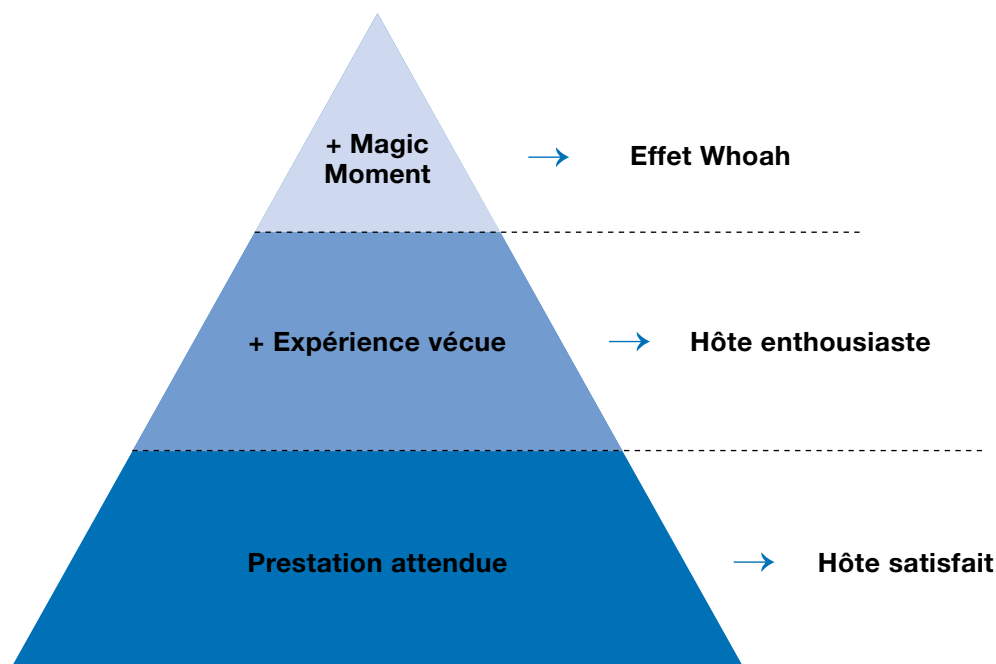 + Magic
Moment
Effet Whoah
+ Expérience vécue
Hôte enthousiaste
Prestation attendue
Hôte satisfait